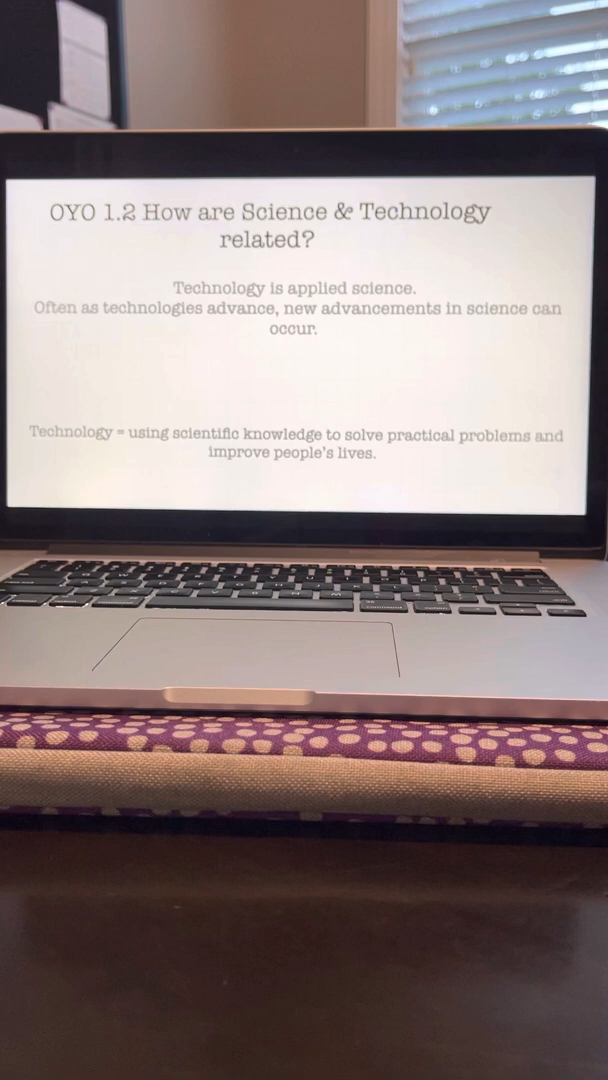 OYO 1.2 How are Science & Technology
related?
Technology is applied science.
Often as technologies advance, new advancements in science can
occur.
Technology = using scientific knowledge to solve practical problems and
improve people's lives.